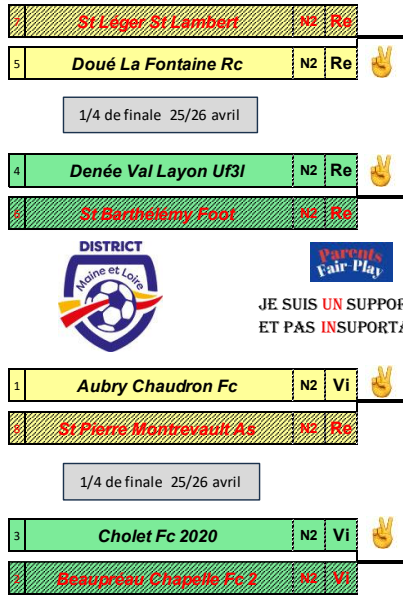 7 St Léger St Lambert N2 Re
5 Doué La Fontaine Rc N2 Re
1/4 de finale 25/26 avril
4 Denée Val Layon Uf3l N2 Re
6 St Barthélémy Foot N2 Re
DISTRICT
Maine et Loire
Parents
Fair-Play
JE SUIS UN SUPPOR
ET PAS INSUPORTA
1 Aubry Chaudron Fc N2 Vi
8 St Pierre Montrevault As N2 Re
1/4 de finale 25/26 avril
3 Cholet Fc 2020 N2 Vi
2 Beaupréau Chapelle Fc 2 N2 Vi